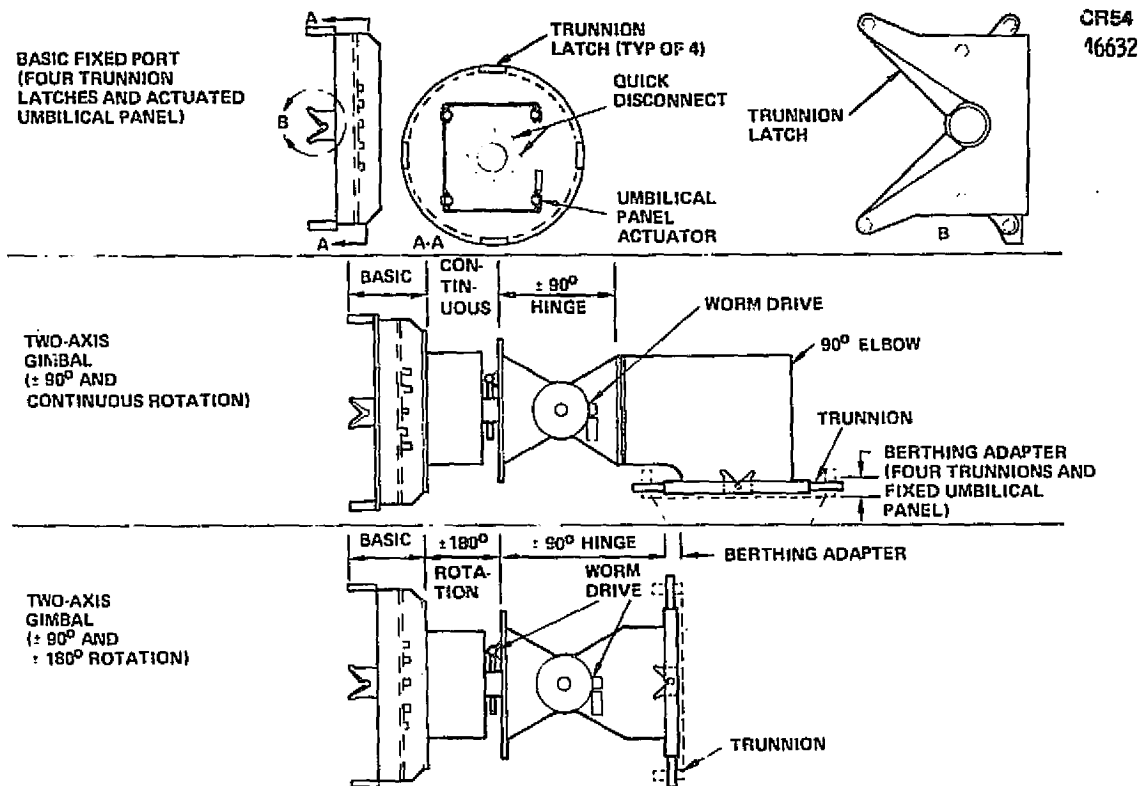 CR54
16632
BASIC FIXED PORT
(FOUR TRUNNION
LATCHES AND ACTUATED
UMBILICAL PANEL)
A
B
A
TRUNNION
LATCH (TYP OF 4)
QUICK
DISCONNECT
UMBILICAL
PANEL
ACTUATOR
A-A
TRUNNION
LATCH
B
TWO-AXIS
GIMBAL
(± 90° AND
CONTINUOUS ROTATION)
BASIC
CON-
TIN-
UOUS
± 90°
HINGE
WORM DRIVE
90° ELBOW
TRUNNION
BERTHING ADAPTER
(FOUR TRUNNIONS AND
FIXED UMBILICAL
PANEL)
TWO-AXIS
GIMBAL
(± 90° AND
± 180° ROTATION)
BASIC
±180°
ROTA-
TION
± 90° HINGE
WORM
DRIVE
BERTHING ADAPTER
TRUNNION